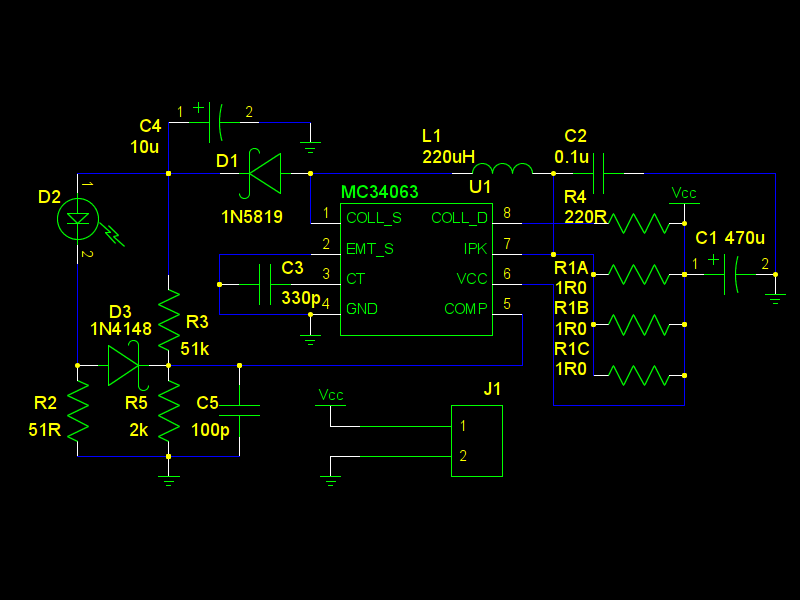 1 + 2
C4
10u
L1
220uH
C2
0.1u
D1
U1
1
D2
2
1N5819
MC34063
R4
220R
Vcc
1 COLL_S COLL_D 8
2 EMT_S IPK 7
3 CT VCC 6
4 GND COMP 5
C3
330p
C1 470u
1 + 2
R1A
1R0
R1B
1R0
R1C
1R0
D3
1N4148
R3
51k
R2
51R
R5
2k
C5
100p
Vcc
J1
1
2